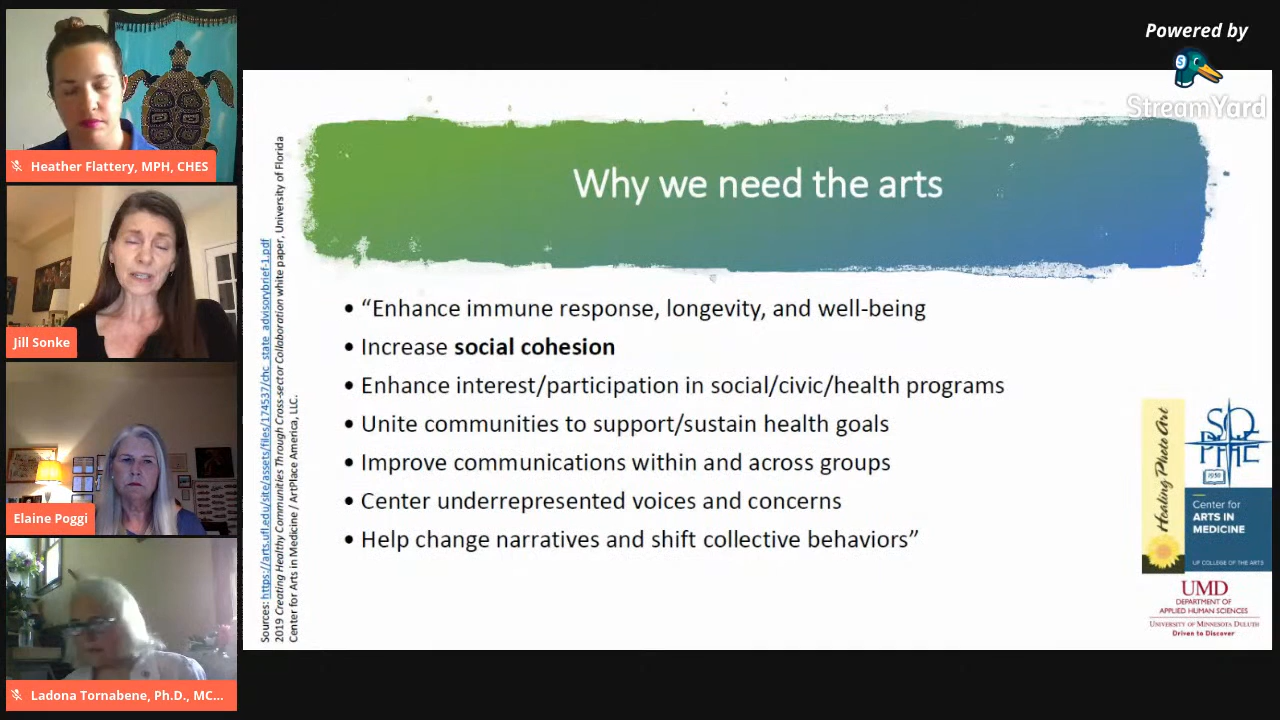 Powered by
StreamYard
Heather Flattery, MPH, CHES
Jill Sonke
Elaine Poggi
Ladona Tornabene, Ph.D., MC...
Sources: https://arts.ufl.edu/site/assets/files/174537/chc_state_advisorybrief-1.pdf
2019 Creating Healthy Communities Through Cross-sector Collaboration white paper, University of Florida
Center for Arts in Medicine / ArtPlace America, LLC.
Why we need the arts
• “Enhance immune response, longevity, and well-being
• Increase social cohesion
• Enhance interest/participation in social/civic/health programs
• Unite communities to support/sustain health goals
• Improve communications within and across groups
• Center underrepresented voices and concerns
• Help change narratives and shift collective behaviors”
Healing Photo Art
SOPHE
1950
Center for
ARTS IN
MEDICINE
UF COLLEGE OF THE ARTS
UMD
DEPARTMENT OF
APPLIED HUMAN SCIENCES
UNIVERSITY OF MINNESOTA DULUTH
Driven to Discover